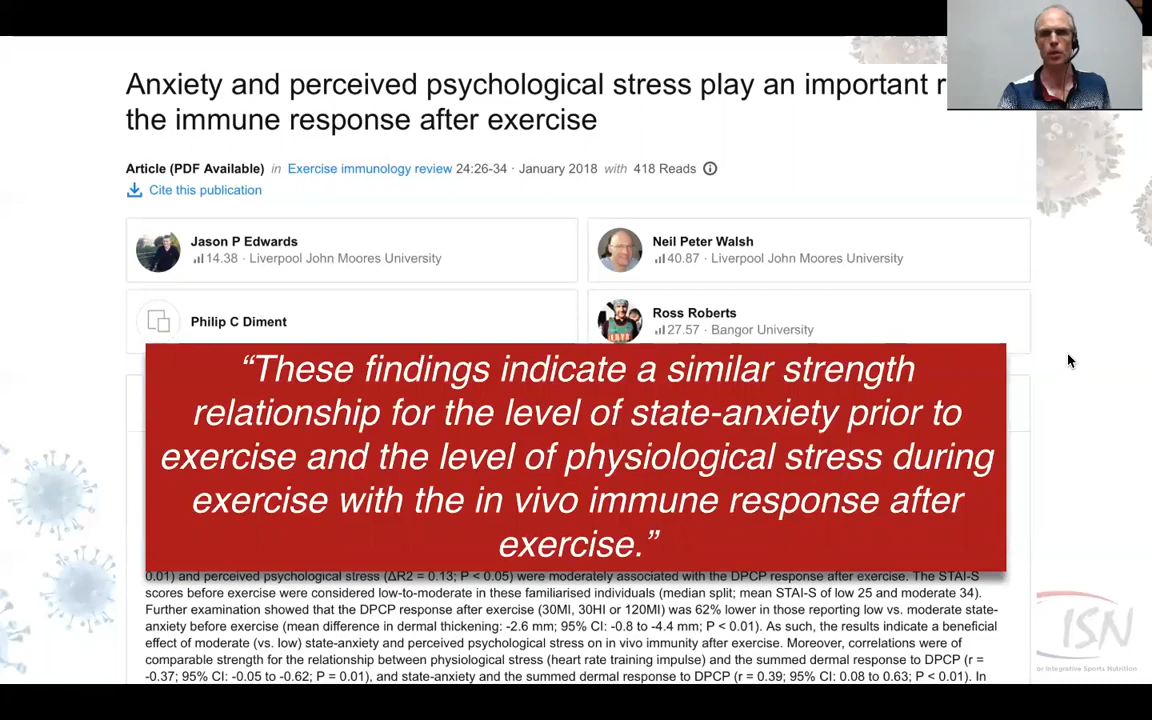 Anxiety and perceived psychological stress play an important r
the immune response after exercise
Article (PDF Available) in Exercise immunology review 24:26-34 · January 2018 with 418 Reads
Cite this publication
Jason P Edwards
14.38 · Liverpool John Moores University
Neil Peter Walsh
40.87 · Liverpool John Moores University
Philip C Diment
Ross Roberts
27.57 · Bangor University
“These findings indicate a similar strength
relationship for the level of state-anxiety prior to
exercise and the level of physiological stress during
exercise with the in vivo immune response after
exercise.”
0.01) and perceived psychological stress (ΔR2 = 0.13; P < 0.05) were moderately associated with the DPCP response after exercise. The STAI-S
scores before exercise were considered low-to-moderate in these familiarised individuals (median split; mean STAI-S of low 25 and moderate 34).
Further examination showed that the DPCP response after exercise (30MI, 30HI or 120MI) was 62% lower in those reporting low vs. moderate state-
anxiety before exercise (mean difference in dermal thickening: -2.6 mm; 95% CI: -0.8 to -4.4 mm; P < 0.01). As such, the results indicate a beneficial
effect of moderate (vs. low) state-anxiety and perceived psychological stress on in vivo immunity after exercise. Moreover, correlations were of
comparable strength for the relationship between physiological stress (heart rate training impulse) and the summed dermal response to DPCP (r =
-0.37; 95% CI: -0.05 to -0.62; P = 0.01), and state-anxiety and the summed dermal response to DPCP (r = 0.39; 95% CI: 0.08 to 0.63; P < 0.01). In
ISN
or Integrative Sports Nutrition